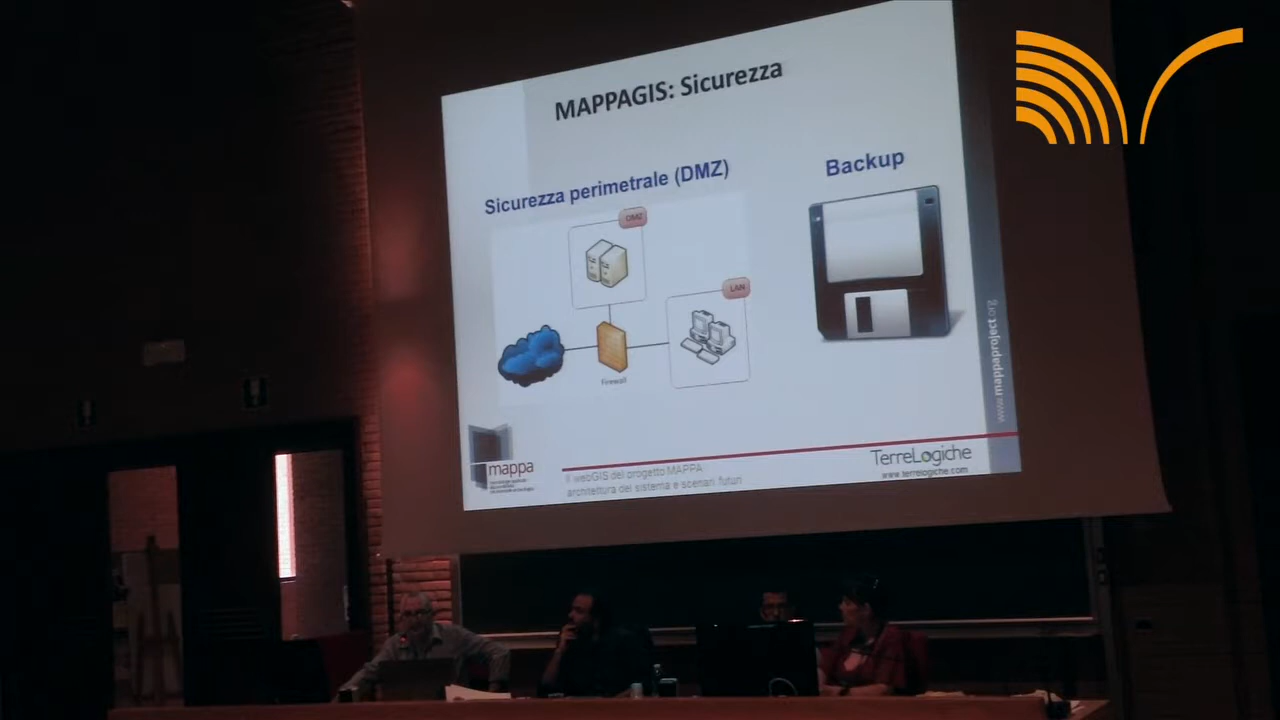 MAPPAGIS: Sicurezza
Sicurezza perimetrale (DMZ)
Backup
DMZ
LAN
Firewall
www.mappaproject.org
mappa
Il webGIS del progetto MAPPA
architettura del sistema e scenari futuri
TerreLogiche
www.terrelogiche.com